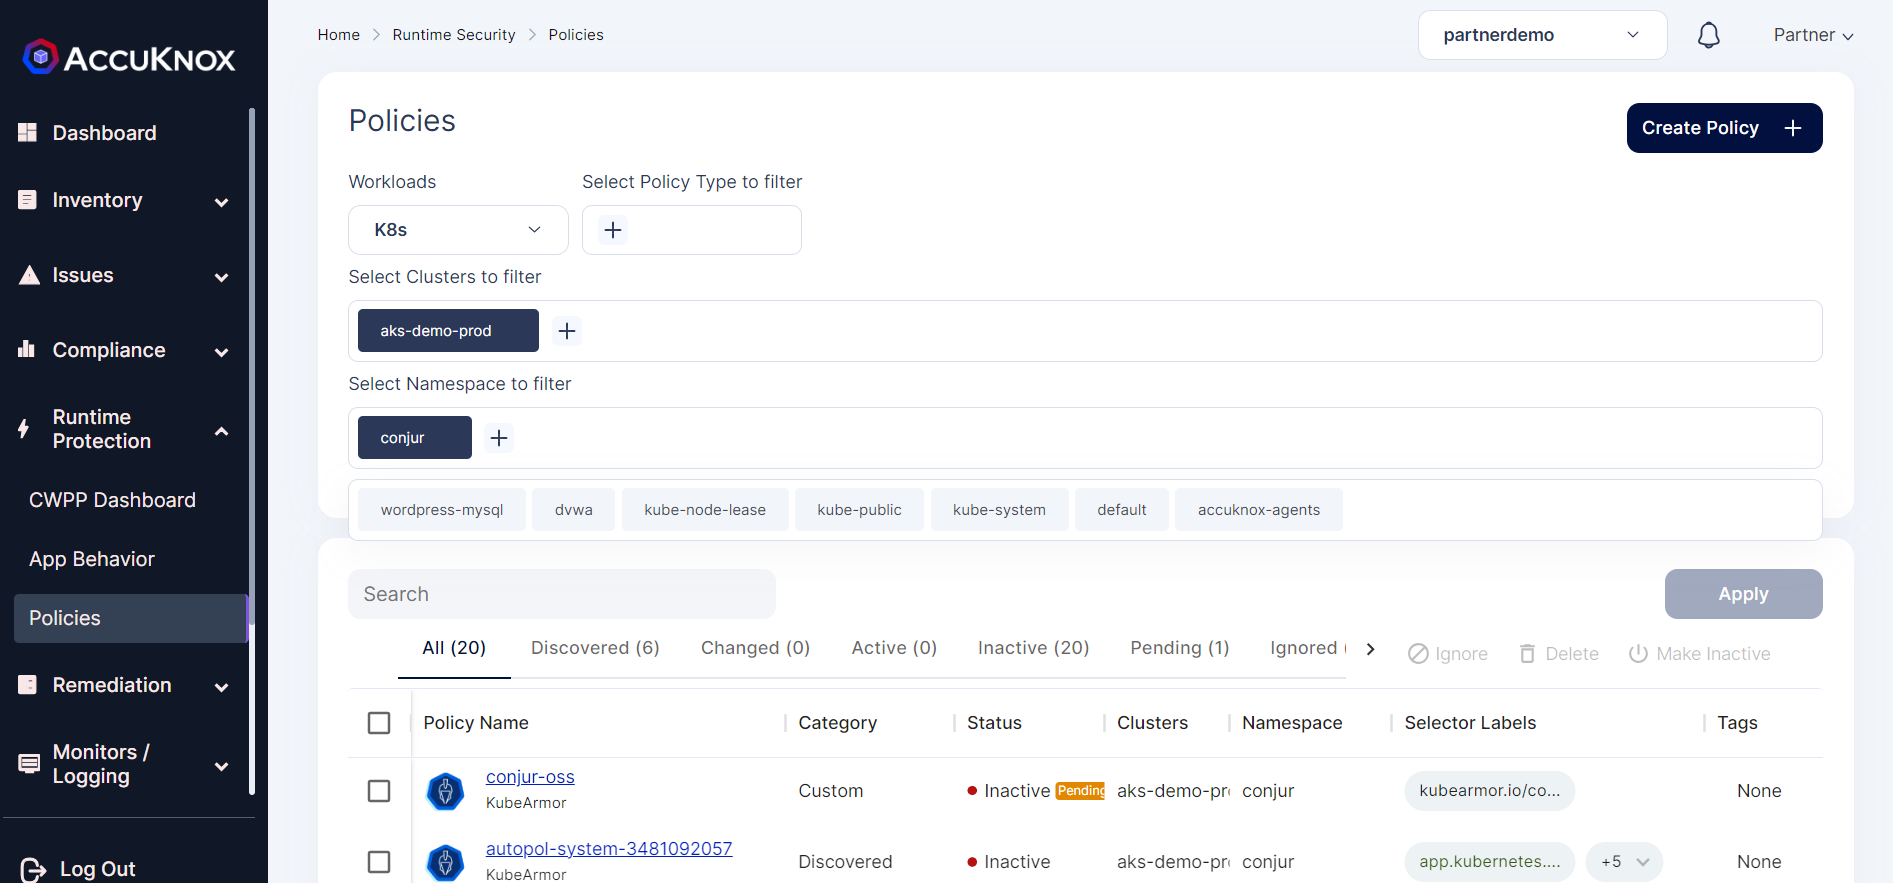 ACCUKNOX
Dashboard
Inventory
Issues
Compliance
Runtime
Protection
CWPP Dashboard
App Behavior
Policies
Remediation
Monitors /
Logging
Log Out
Home > Runtime Security > Policies
partnerdemo
Partner
Policies
Create Policy +
Workloads
Select Policy Type to filter
K8s
+
Select Clusters to filter
aks-demo-prod +
Select Namespace to filter
conjur +
wordpress-mysql dvwa kube-node-lease kube-public kube-system default accuknox-agents
Search
Apply
All (20) Discovered (6) Changed (0) Active (0) Inactive (20) Pending (1) Ignored ( > Ignore Delete Make Inactive
Policy Name Category Status Clusters Namespace Selector Labels Tags
conjur-oss
KubeArmor
Custom Inactive Pending aks-demo-pr conjur kubearmor.io/co... None
autopol-system-3481092057
KubeArmor
Discovered Inactive aks-demo-pr conjur app.kubernetes.... +5 None